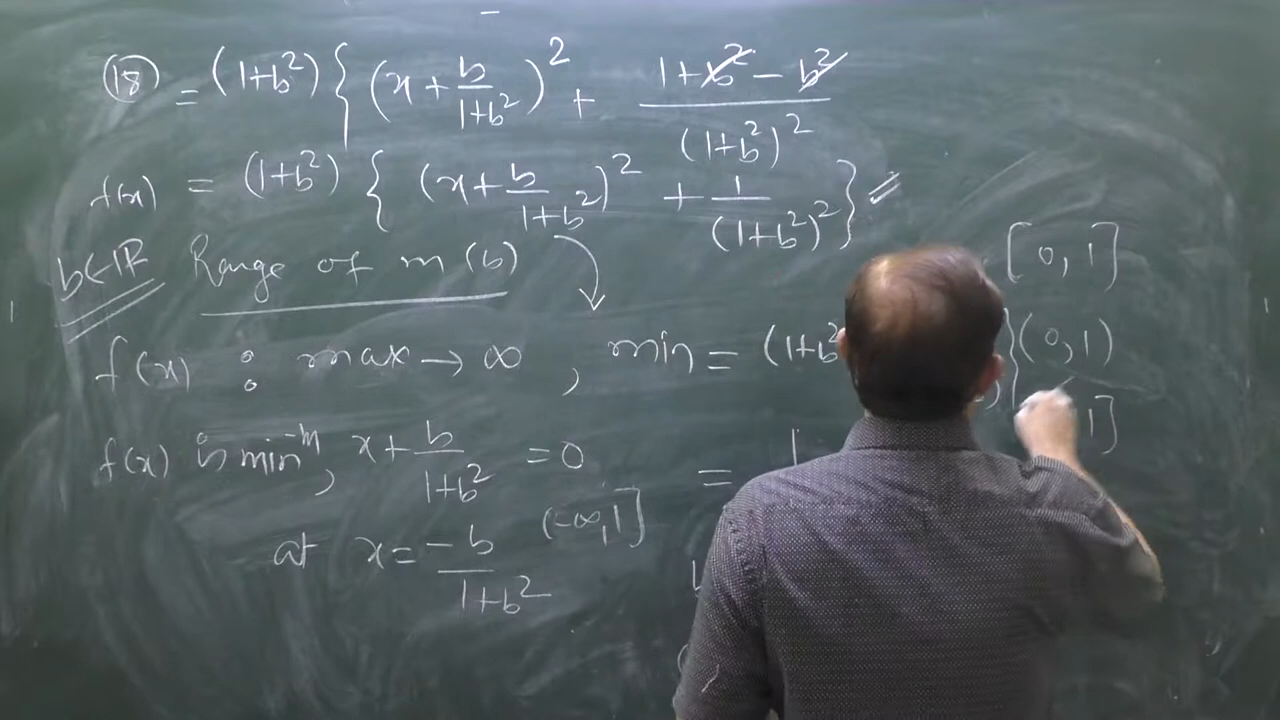 (18) = (1+b²) { (x + b/(1+b²))² + (1+b²-b²)/(1+b²)²
f(x) = (1+b²) { (x + b/(1+b²))² + 1/(1+b²)² }
b∈ℝ Range of m(b)
[0,1]
f(x) : max → ∞ , min = (1+b²
} (0,1)
f(x) is minm, x + b/(1+b²) = 0
1]
=
at x = -b/(1+b²)
(-∞,1]